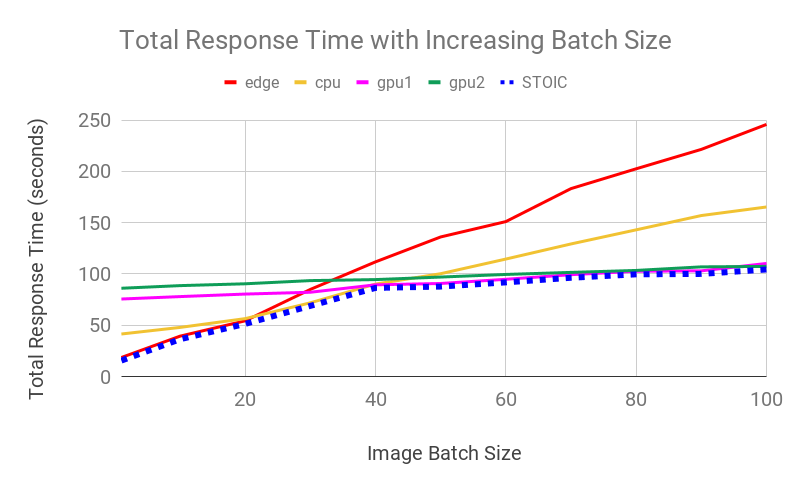 Total Response Time with Increasing Batch Size
edge cpu gpu1 gpu2 STOIC
Total Response Time (seconds)
250
200
150
100
50
0
20 40 60 80 100
Image Batch Size